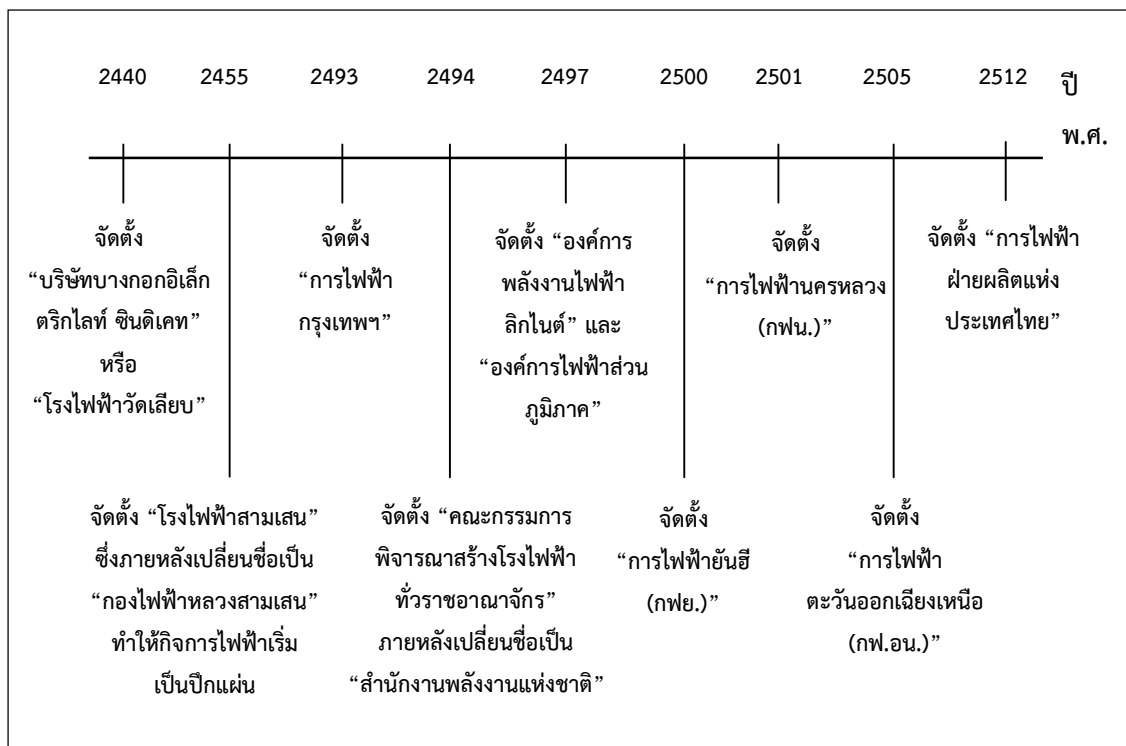 2440 2455 2493 2494 2497 2500 2501 2505 2512 ปี
พ.ศ.
จัดตั้ง
“บริษัทบางกอกอิเล็ก
ตริกไลท์ ซินดิเคท”
หรือ
“โรงไฟฟ้าวัดเลียบ”
จัดตั้ง
“การไฟฟ้า
กรุงเทพฯ”
จัดตั้ง “องค์การ
พลังงานไฟฟ้า
ลิกไนต์” และ
“องค์การไฟฟ้าส่วน
ภูมิภาค”
จัดตั้ง
“การไฟฟ้านครหลวง
(กฟน.)”
จัดตั้ง “การไฟฟ้า
ฝ่ายผลิตแห่ง
ประเทศไทย”
จัดตั้ง “โรงไฟฟ้าสามเสน”
ซึ่งภายหลังเปลี่ยนชื่อเป็น
“กองไฟฟ้าหลวงสามเสน”
ทำให้กิจการไฟฟ้าเริ่ม
เป็นปึกแผ่น
จัดตั้ง “คณะกรรมการ
พิจารณาสร้างโรงไฟฟ้า
ทั่วราชอาณาจักร”
ภายหลังเปลี่ยนชื่อเป็น
“สำนักงานพลังงานแห่งชาติ”
จัดตั้ง
“การไฟฟ้ายันฮี
(กฟย.)”
จัดตั้ง
“การไฟฟ้า
ตะวันออกเฉียงเหนือ
(กฟ.อน.)”